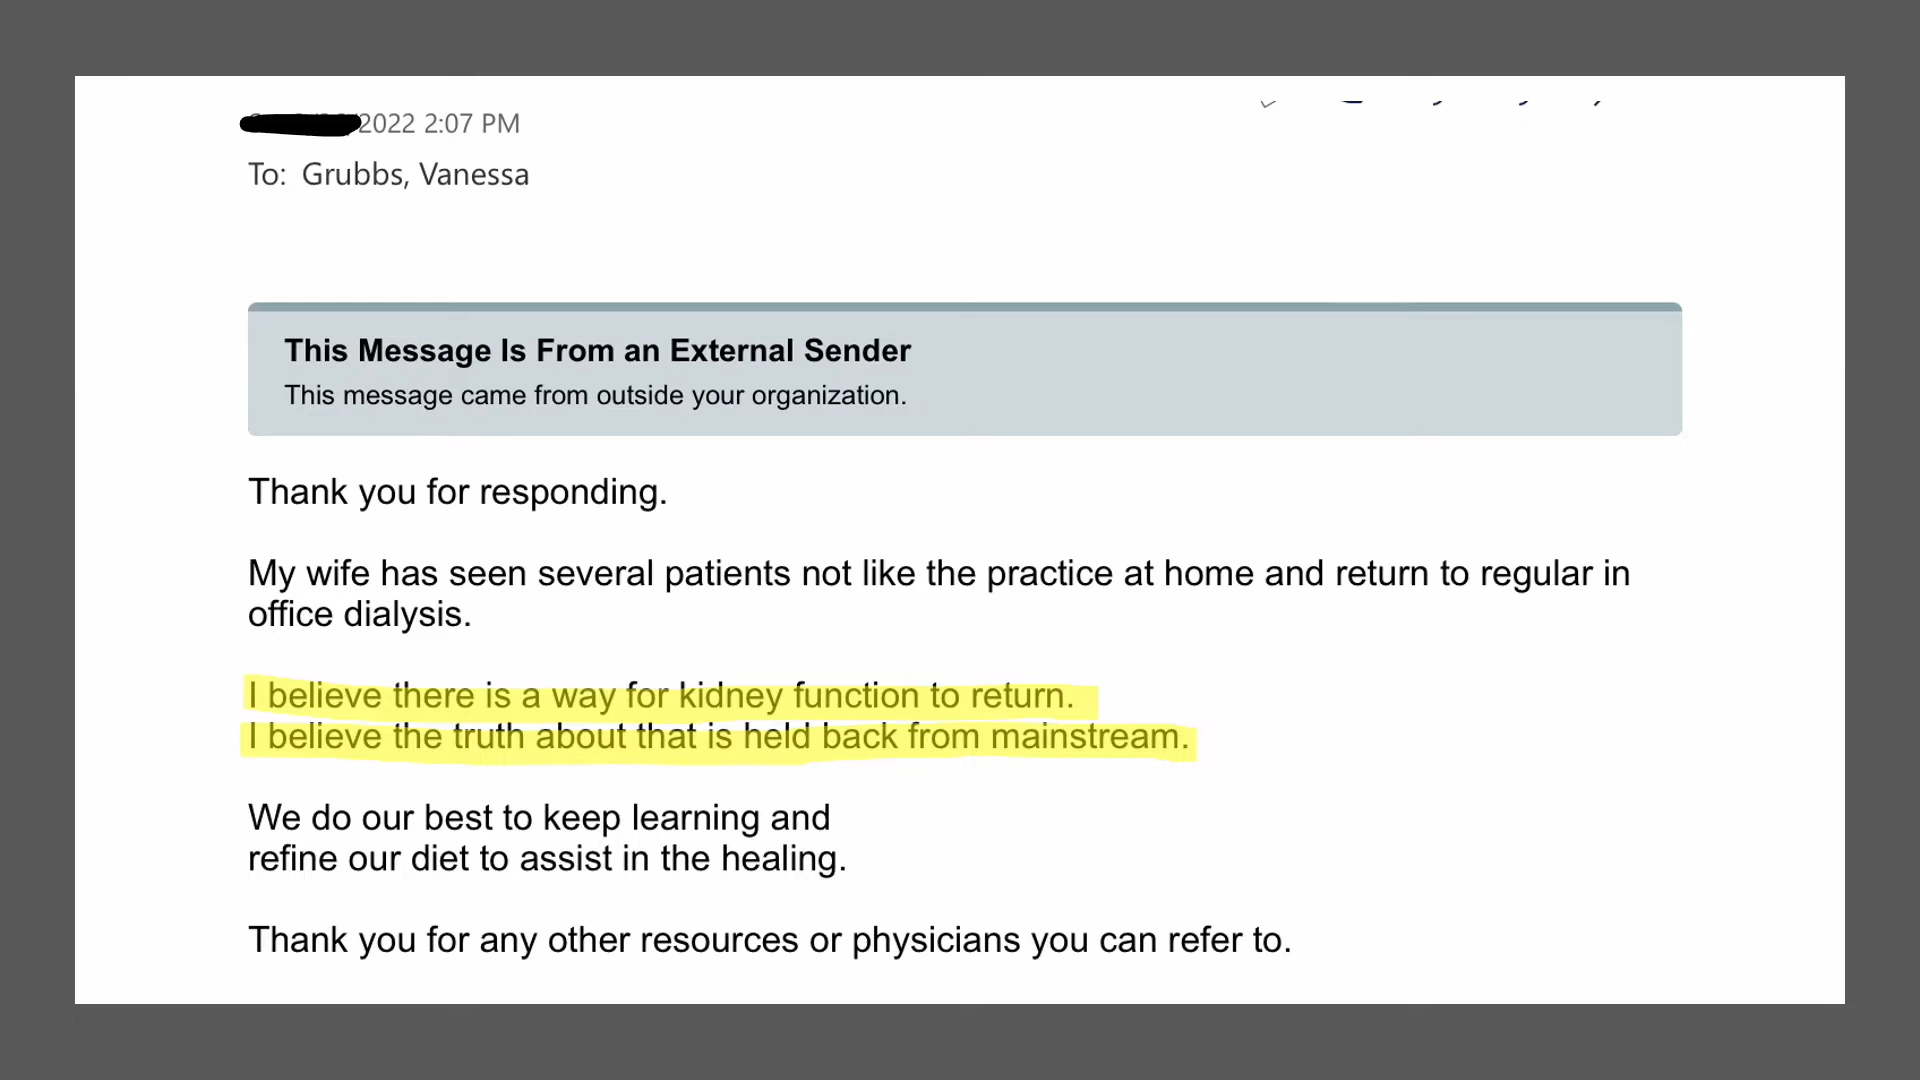 2022 2:07 PM
To: Grubbs, Vanessa
This Message Is From an External Sender
This message came from outside your organization.
Thank you for responding.
My wife has seen several patients not like the practice at home and return to regular in
office dialysis.
I believe there is a way for kidney function to return.
I believe the truth about that is held back from mainstream.
We do our best to keep learning and
refine our diet to assist in the healing.
Thank you for any other resources or physicians you can refer to.